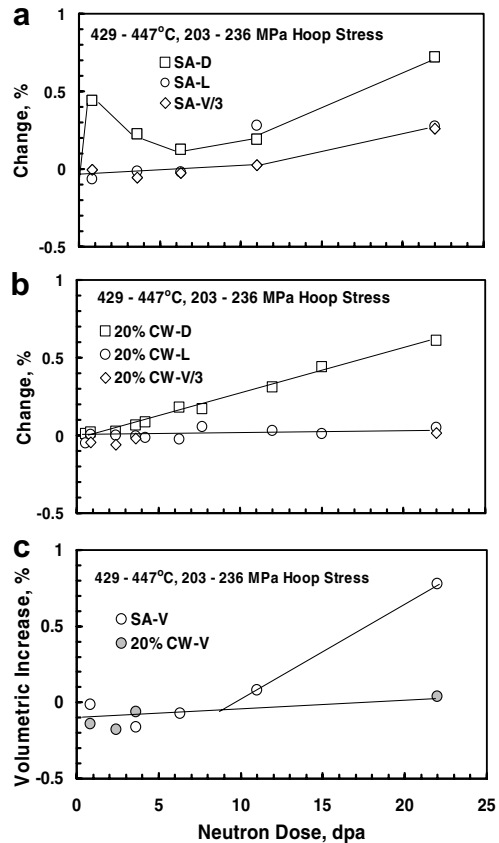 a
429 - 447°C, 203 - 236 MPa Hoop Stress
SA-D
SA-L
SA-V/3
Change, %
1
0.5
0
-0.5
b
429 - 447°C, 203 - 236 MPa Hoop Stress
20% CW-D
20% CW-L
20% CW-V/3
Change, %
1
0.5
0
-0.5
c
429 - 447°C, 203 - 236 MPa Hoop Stress
SA-V
20% CW-V
Volumetric Increase, %
1
0.5
0
-0.5
0 5 10 15 20 25
Neutron Dose, dpa